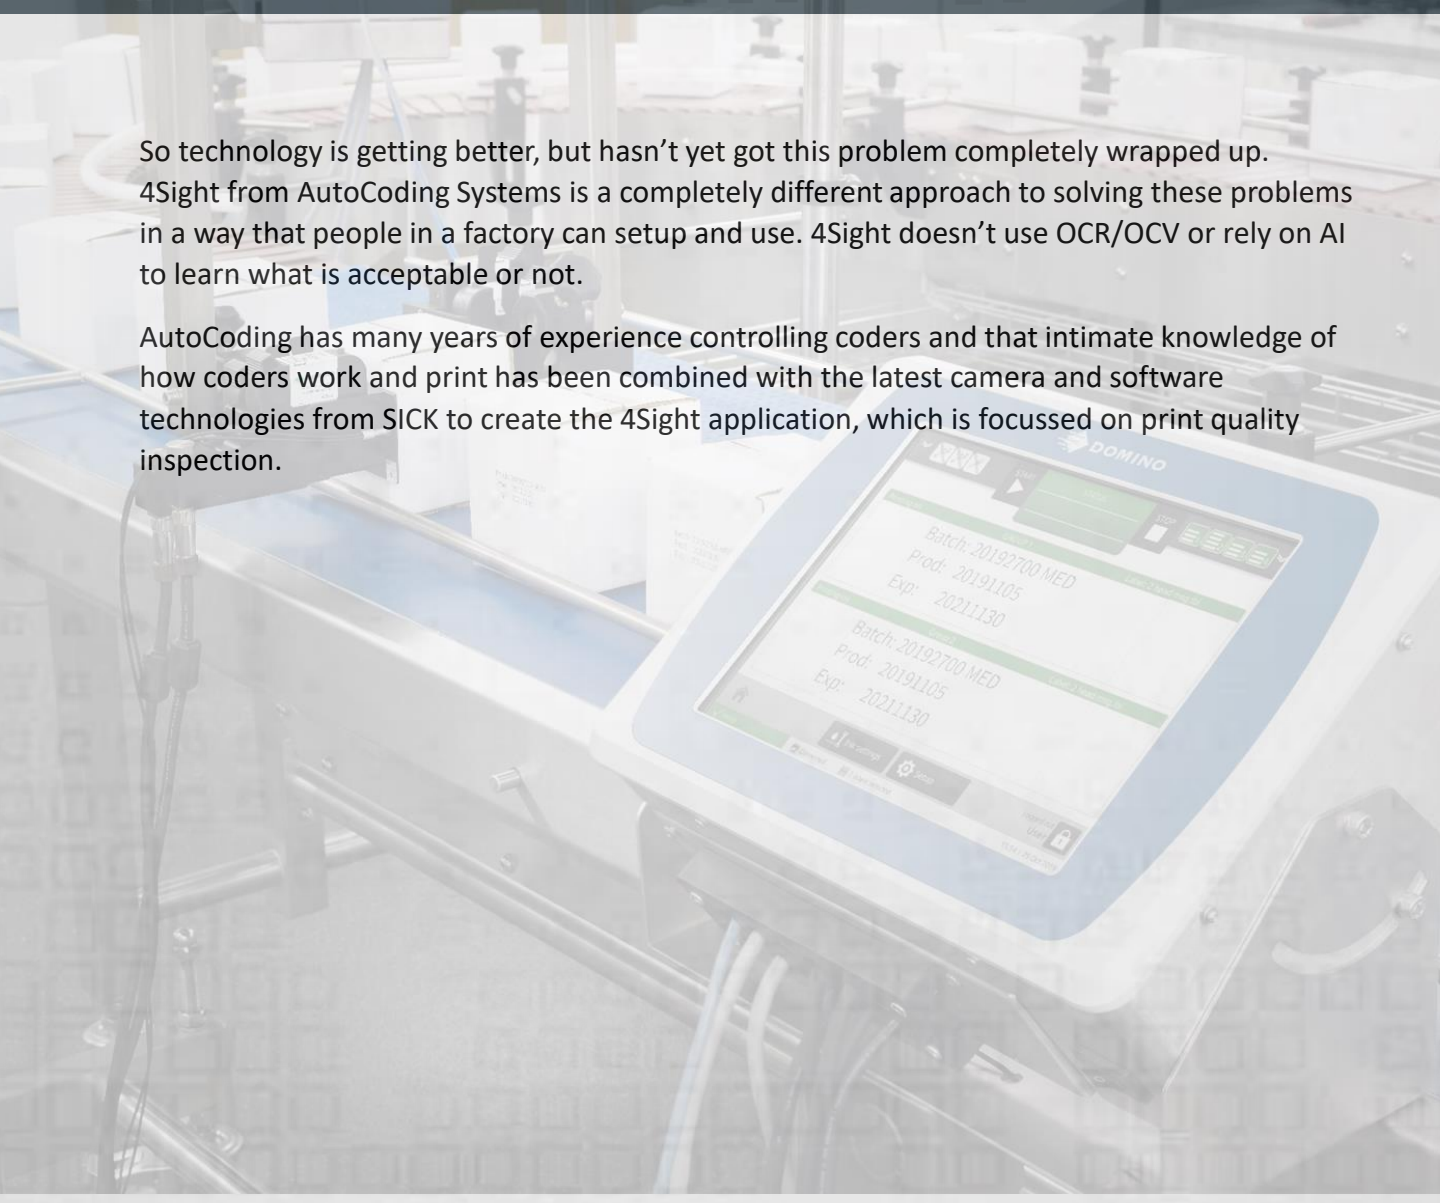 So technology is getting better, but hasn’t yet got this problem completely wrapped up.
4Sight from AutoCoding Systems is a completely different approach to solving these problems
in a way that people in a factory can setup and use. 4Sight doesn’t use OCR/OCV or rely on AI
to learn what is acceptable or not.
AutoCoding has many years of experience controlling coders and that intimate knowledge of
how coders work and print has been combined with the latest camera and software
technologies from SICK to create the 4Sight application, which is focussed on print quality
inspection.
DOMINO
START
STOP
Batch: 20192700 MED
Prod: 20191105
Exp: 20211130
Batch: 20192700 MED
Prod: 20191105
Exp: 20211130
Setup
User